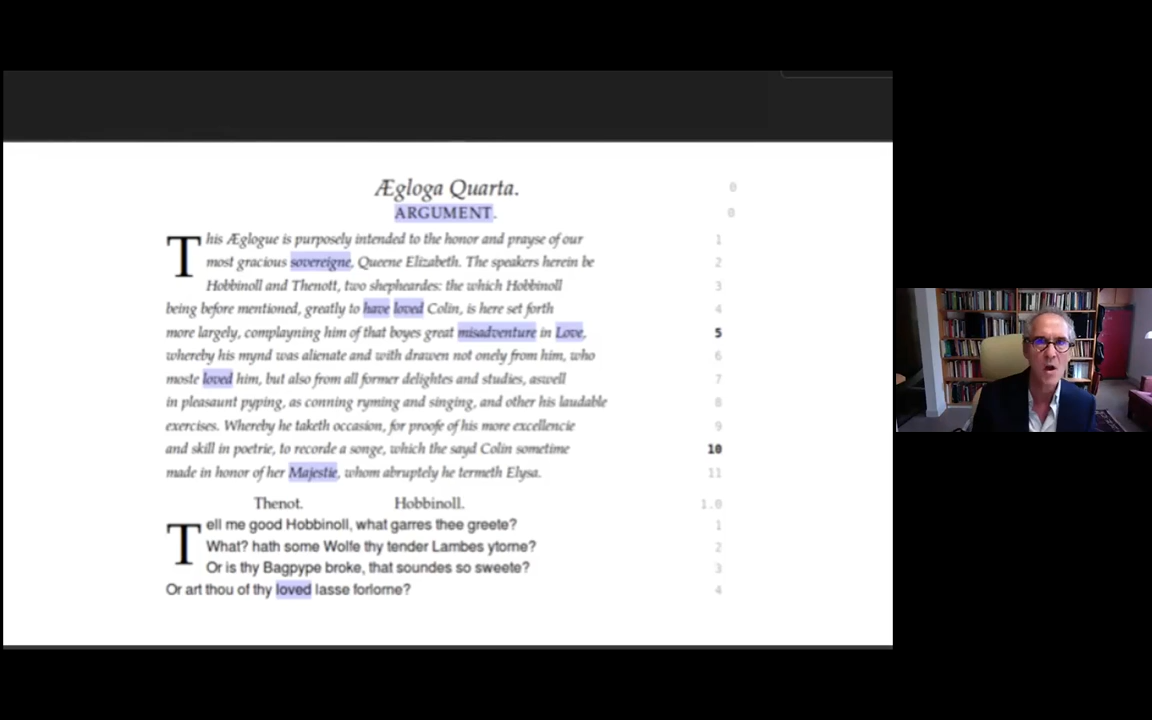 Ægloga Quarta. 0
ARGUMENT. 0
This Æglogue is purposely intended to the honor and prayse of our 1
most gracious sovereigne, Queene Elizabeth. The speakers herein be 2
Hobbinoll and Thenott, two shepheardes: the which Hobbinoll 3
being before mentioned, greatly to have loved Colin, is here set forth 4
more largely, complayning him of that boyes great misadventure in Love, 5
whereby his mynd was alienate and with drawen not onely from him, who 6
moste loved him, but also from all former delightes and studies, aswell 7
in pleasaunt pyping, as conning ryming and singing, and other his laudable 8
exercises. Whereby he taketh occasion, for proofe of his more excellencie 9
and skill in poetrie, to recorde a songe, which the sayd Colin sometime 10
made in honor of her Majestie, whom abruptely he termeth Elysa. 11
Thenot. Hobbinoll. 1.0
Tell me good Hobbinoll, what garres thee greete? 1
What? hath some Wolfe thy tender Lambes ytorne? 2
Or is thy Bagpype broke, that soundes so sweete? 3
Or art thou of thy loved lasse forlorne? 4